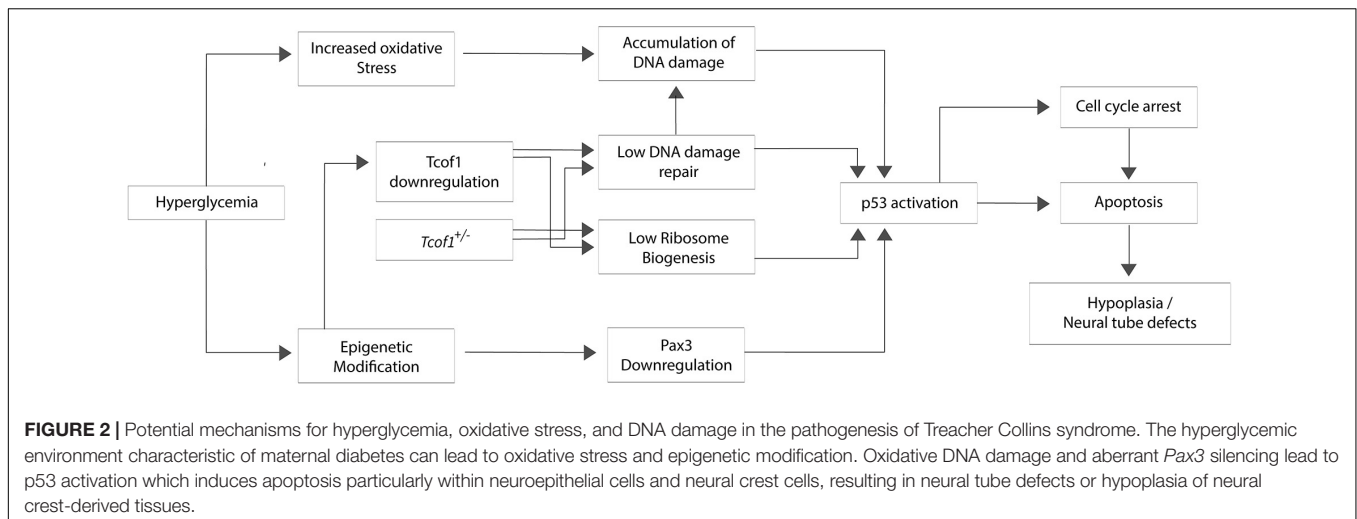 Increased oxidative
Stress
Accumulation of
DNA damage
Cell cycle arrest
Tcof1
downregulation
Low DNA damage
repair
Hyperglycemia
p53 activation
Apoptosis
Tcof1+/-
Low Ribosome
Biogenesis
Hypoplasia /
Neural tube defects
Epigenetic
Modification
Pax3
Downregulation
FIGURE 2 | Potential mechanisms for hyperglycemia, oxidative stress, and DNA damage in the pathogenesis of Treacher Collins syndrome. The hyperglycemic
environment characteristic of maternal diabetes can lead to oxidative stress and epigenetic modification. Oxidative DNA damage and aberrant Pax3 silencing lead to
p53 activation which induces apoptosis particularly within neuroepithelial cells and neural crest cells, resulting in neural tube defects or hypoplasia of neural
crest-derived tissues.